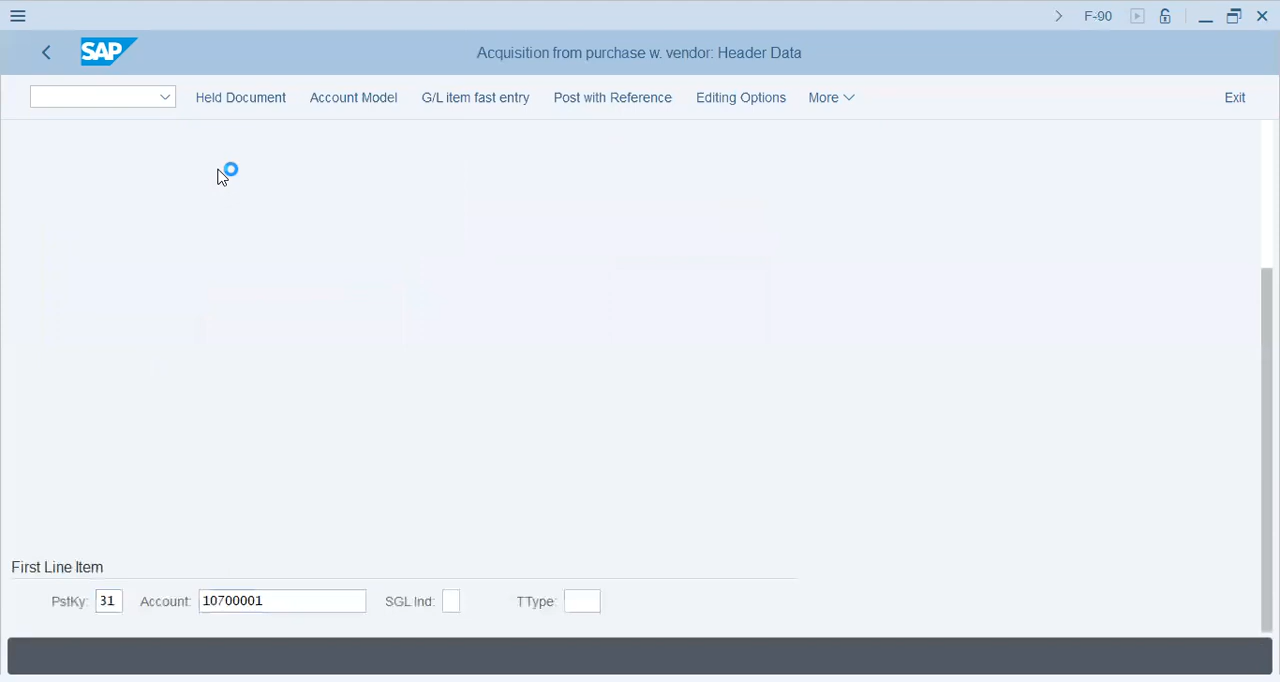 F-90
SAP Acquisition from purchase w. vendor: Header Data
Held Document Account Model G/L item fast entry Post with Reference Editing Options More Exit
First Line Item
PstKy: 31 Account: 10700001 SGL Ind: TType: